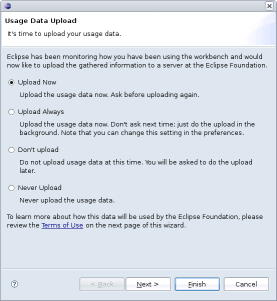 Usage Data Upload
It's time to upload your usage data.
Eclipse has been monitoring how you have been using the workbench and would
now like to upload the gathered information to a server at the Eclipse Foundation.
Upload Now
Upload the usage data now. Ask before uploading again.
Upload Always
Upload the usage data now. Don't ask next time; just do the upload in the
background. Note that you can change this setting in the preferences.
Don't upload
Do not upload usage data at this time. You will be asked to do the upload
later.
Never Upload
Never upload the usage data.
To learn more about how this data will be used by the Eclipse Foundation, please
review the Terms of Use on the next page of this wizard.
? < Back Next > Finish Cancel